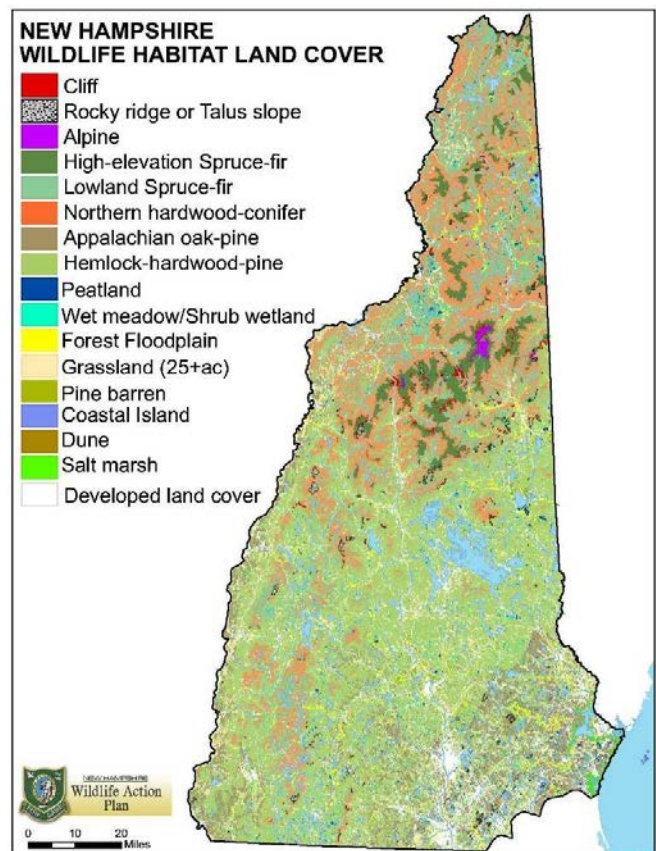 NEW HAMPSHIRE
WILDLIFE HABITAT LAND COVER
Cliff
Rocky ridge or Talus slope
Alpine
High-elevation Spruce-fir
Lowland Spruce-fir
Northern hardwood-conifer
Appalachian oak-pine
Hemlock-hardwood-pine
Peatland
Wet meadow/Shrub wetland
Forest Floodplain
Grassland (25+ac)
Pine barren
Coastal Island
Dune
Salt marsh
Developed land cover
NEW HAMPSHIRE
Wildlife Action
Plan
0 10 20
Miles